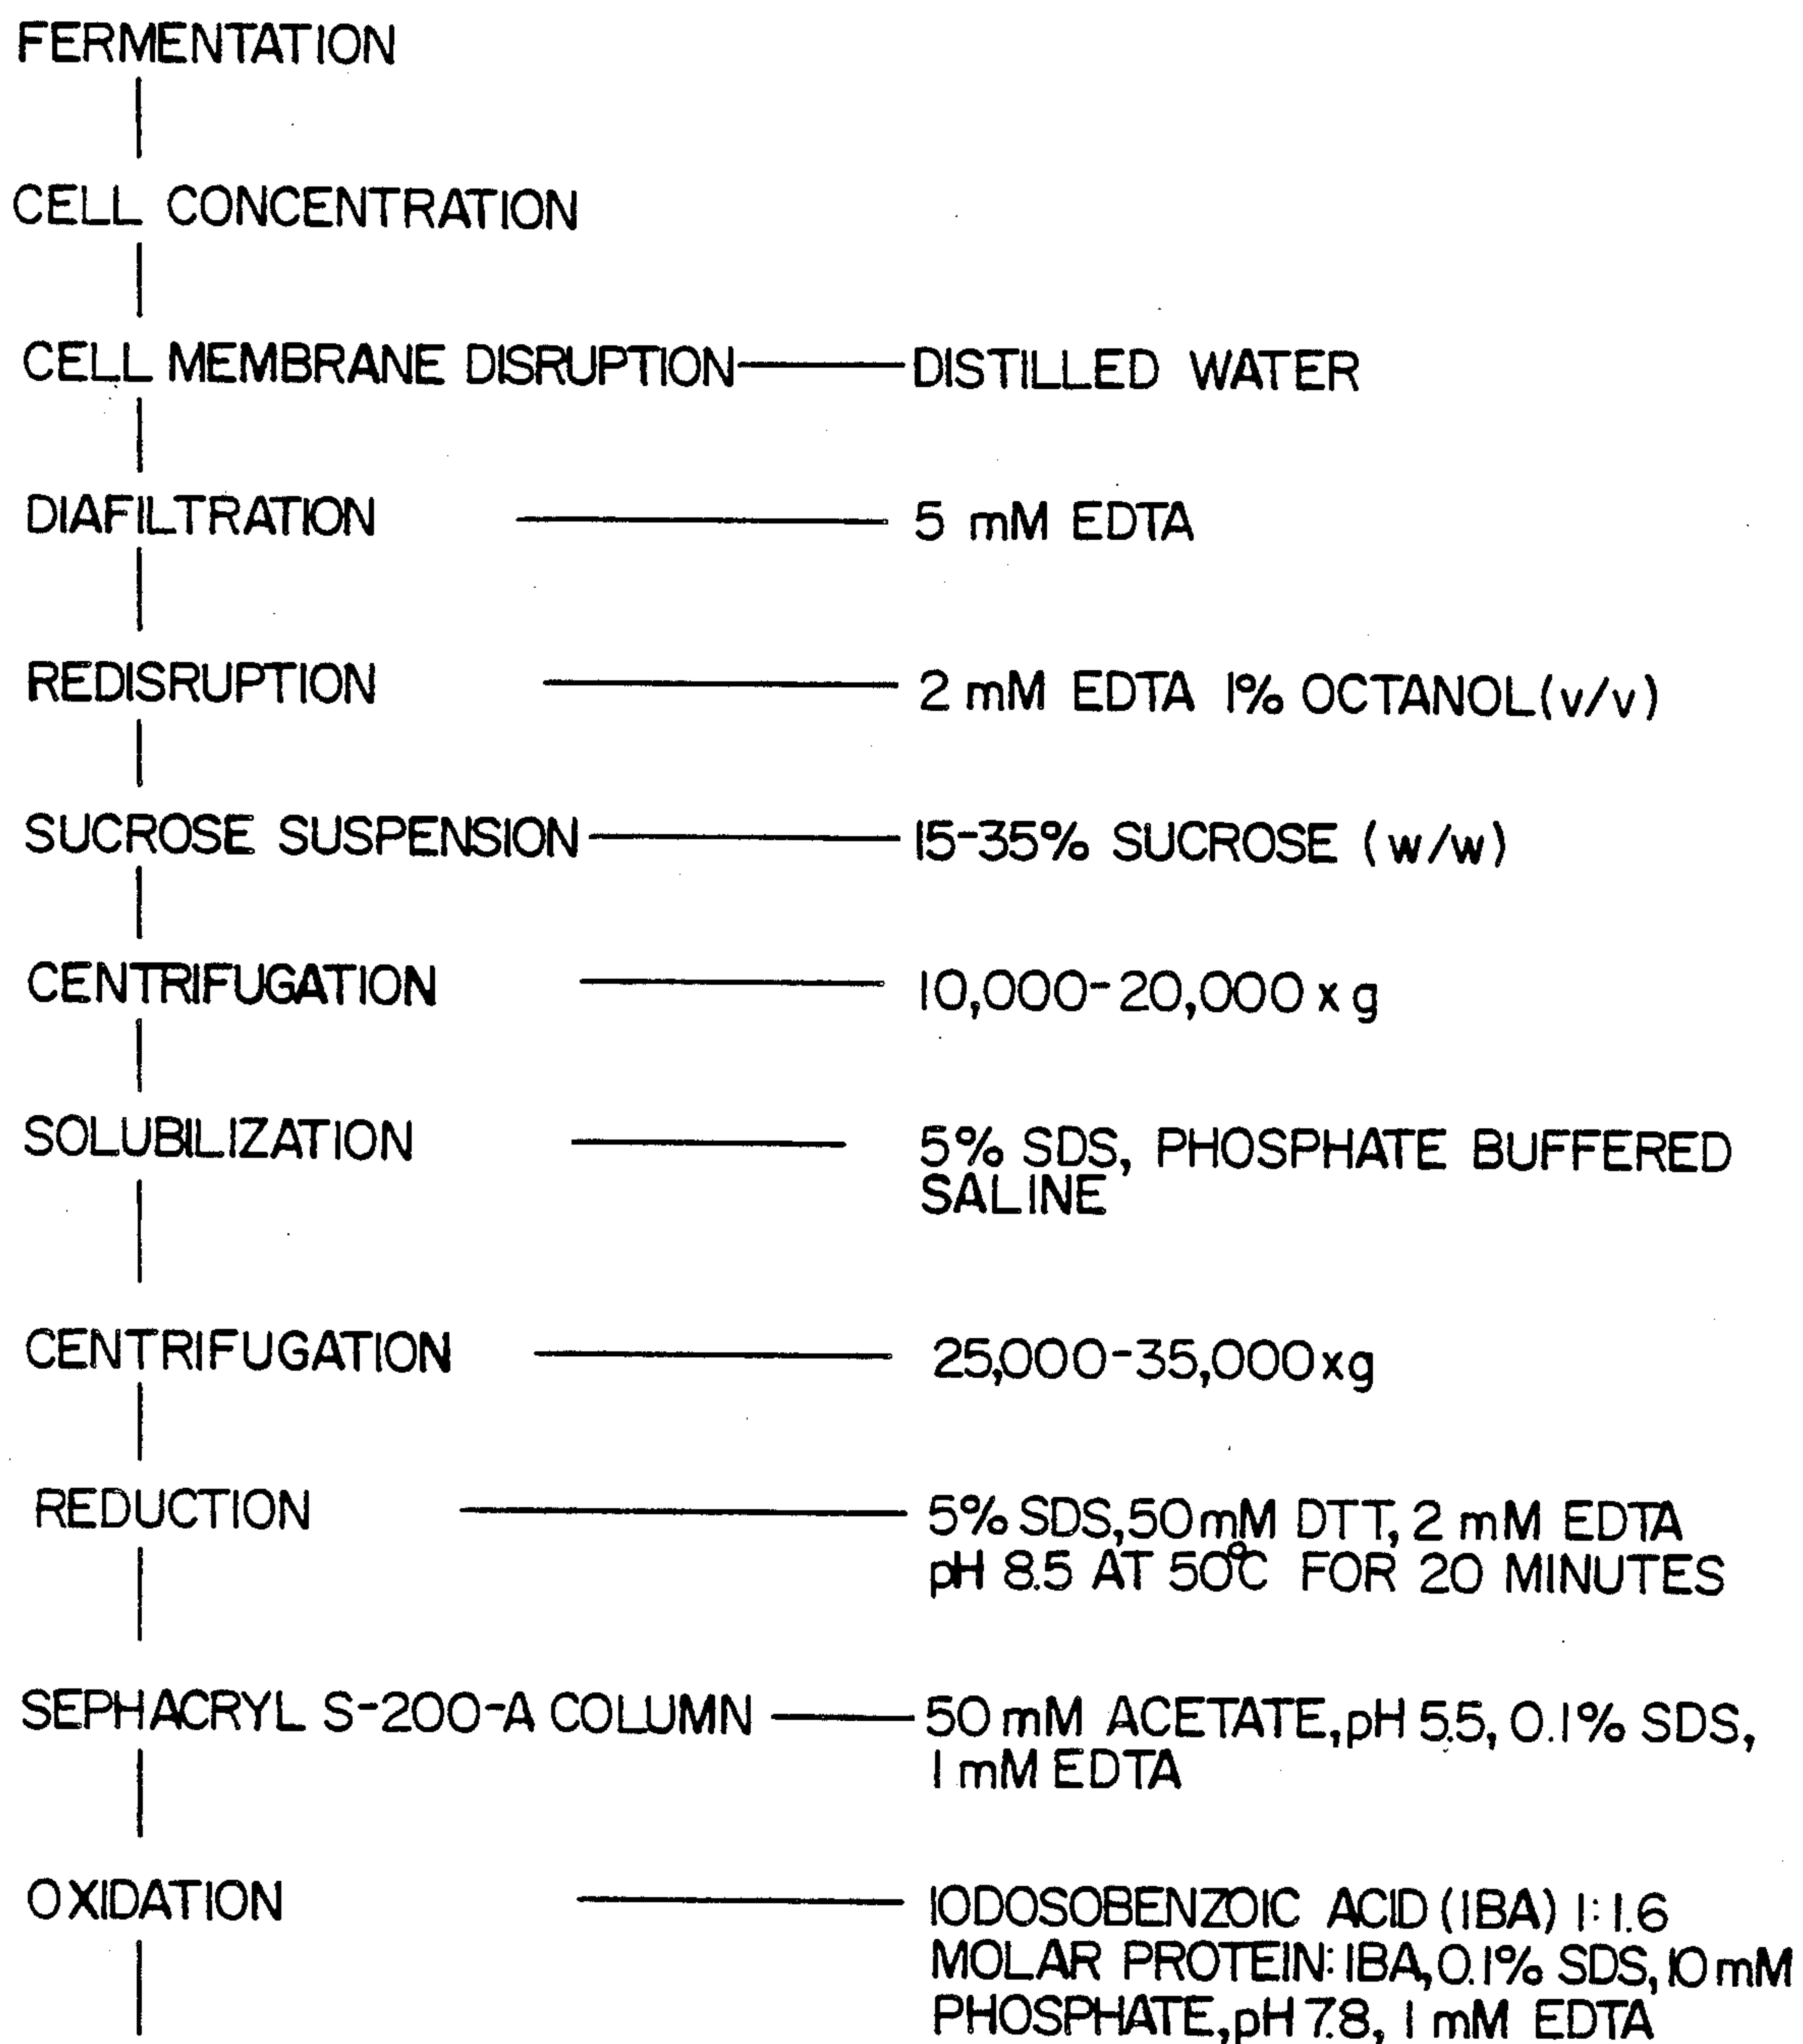 FERMENTATION
CELL CONCENTRATION
CELL MEMBRANE DISRUPTION DISTILLED WATER
DIAFILTRATION 5 mM EDTA
REDISRUPTION 2 mM EDTA 1% OCTANOL(v/v)
SUCROSE SUSPENSION 15-35% SUCROSE (w/w)
CENTRIFUGATION 10,000-20,000 x g
SOLUBILIZATION 5% SDS, PHOSPHATE BUFFERED
SALINE
CENTRIFUGATION 25,000-35,000xg
REDUCTION 5% SDS,50mM DTT, 2 mM EDTA
pH 8.5 AT 50°C FOR 20 MINUTES
SEPHACRYL S-200-A COLUMN 50 mM ACETATE,pH 5.5, 0.1% SDS,
1 mM EDTA
OXIDATION IODOSOBENZOIC ACID (IBA) 1:1.6
MOLAR PROTEIN:IBA,0.1% SDS,10 mM
PHOSPHATE,pH 7.8, 1 mM EDTA